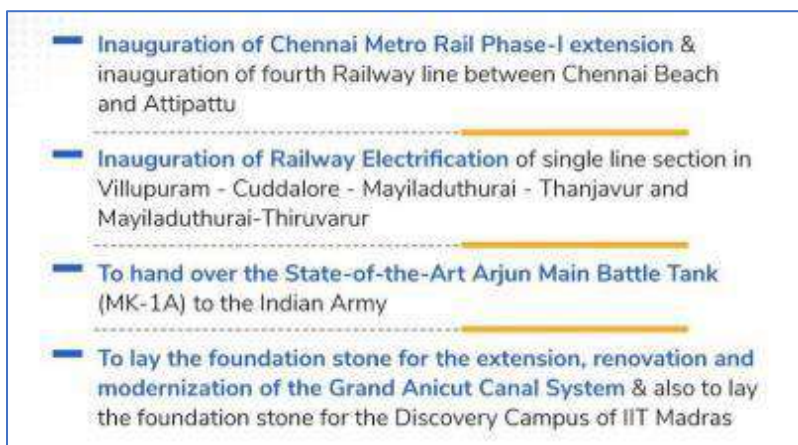 Inauguration of Chennai Metro Rail Phase-I extension &
inauguration of fourth Railway line between Chennai Beach
and Attipattu
Inauguration of Railway Electrification of single line section in
Villupuram - Cuddalore - Mayiladuthurai - Thanjavur and
Mayiladuthurai-Thiruvarur
To hand over the State-of-the-Art Arjun Main Battle Tank
(MK-1A) to the Indian Army
To lay the foundation stone for the extension, renovation and
modernization of the Grand Anicut Canal System & also to lay
the foundation stone for the Discovery Campus of IIT Madras